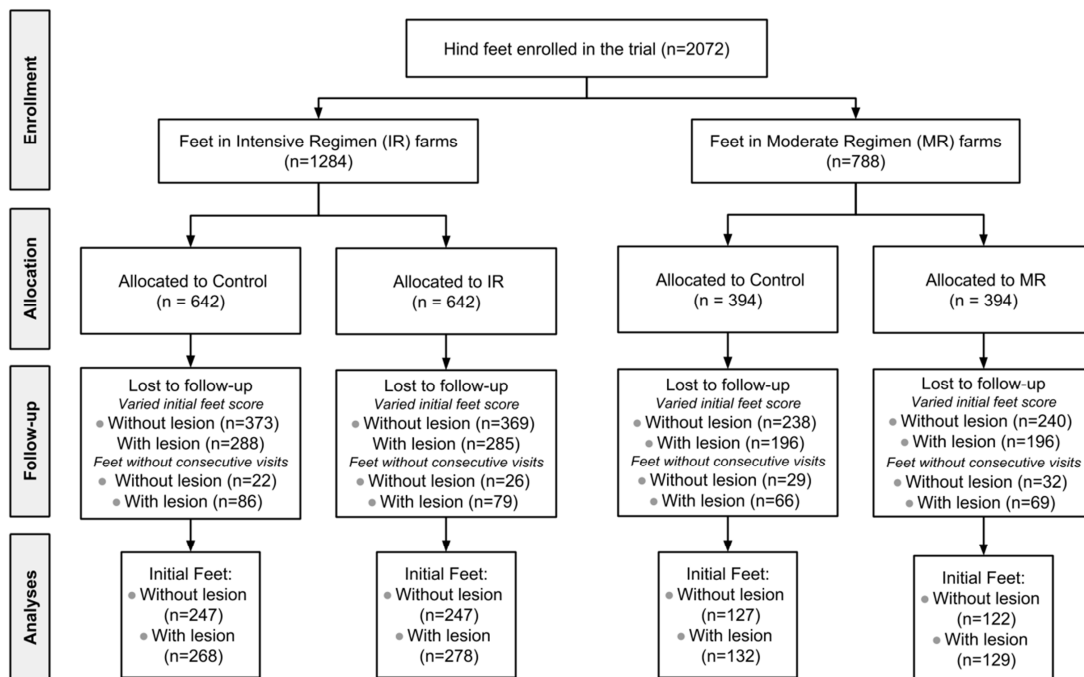 Enrollment
Hind feet enrolled in the trial (n=2072)
Feet in Intensive Regimen (IR) farms
(n=1284)
Feet in Moderate Regimen (MR) farms
(n=788)
Allocation
Allocated to Control
(n = 642)
Allocated to IR
(n = 642)
Allocated to Control
(n = 394)
Allocated to MR
(n = 394)
Follow-up
Lost to follow-up
Varied initial feet score
Without lesion (n=373)
With lesion (n=288)
Feet without consecutive visits
Without lesion (n=22)
With lesion (n=86)
Lost to follow-up
Varied initial feet score
Without lesion (n=369)
With lesion (n=285)
Feet without consecutive visits
Without lesion (n=26)
With lesion (n=79)
Lost to follow-up
Varied initial feet score
Without lesion (n=238)
With lesion (n=196)
Feet without consecutive visits
Without lesion (n=29)
With lesion (n=66)
Lost to follow-up
Varied initial feet score
Without lesion (n=240)
With lesion (n=196)
Feet without consecutive visits
Without lesion (n=32)
With lesion (n=69)
Analyses
Initial Feet:
Without lesion
(n=247)
With lesion
(n=268)
Initial Feet:
Without lesion
(n=247)
With lesion
(n=278)
Initial Feet:
Without lesion
(n=127)
With lesion
(n=132)
Initial Feet:
Without lesion
(n=122)
With lesion
(n=129)